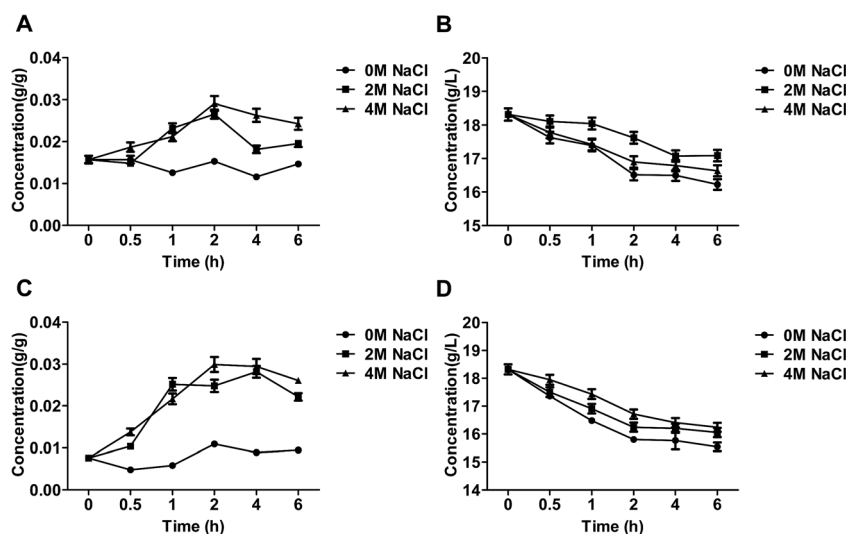 A
Concentration(g/g)
0.04
0.03
0.02
0.01
0.00
0 0.5 1 2 4 6
Time (h)
0M NaCl
2M NaCl
4M NaCl
B
Concentration(g/L)
20
19
18
17
16
15
0 0.5 1 2 4 6
Time (h)
0M NaCl
2M NaCl
4M NaCl
C
Concentration(g/g)
0.04
0.03
0.02
0.01
0.00
0 0.5 1 2 4 6
Time (h)
0M NaCl
2M NaCl
4M NaCl
D
Concentration(g/L)
20
19
18
17
16
15
14
0 0.5 1 2 4 6
Time (h)
0M NaCl
2M NaCl
4M NaCl